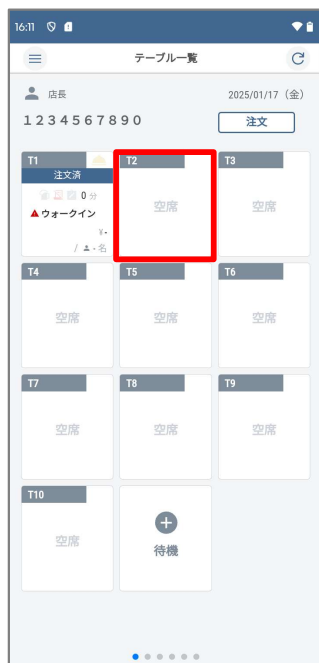 16:11
テーブル一覧
店長
2025/01/17（金）
1234567890
注文
T1
T2
T3
注文済
0 分
空席
空席
ウォークイン
¥-
/ - 名
T4
T5
T6
空席
空席
空席
T7
T8
T9
空席
空席
空席
T10
空席
待機